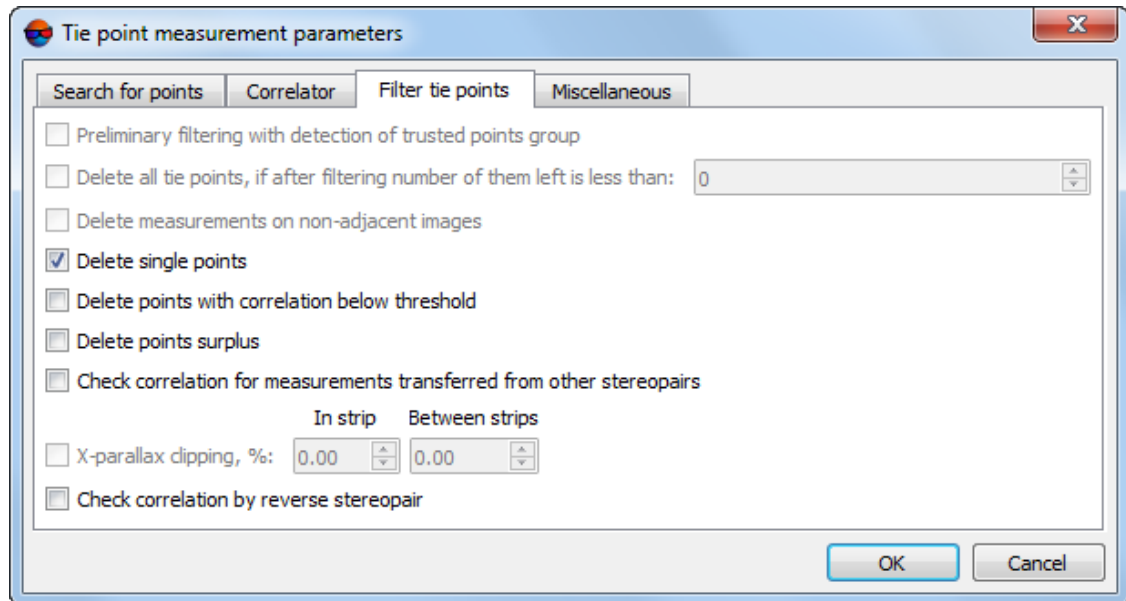 Tie point measurement parameters
Search for points Correlator Filter tie points Miscellaneous
Preliminary filtering with detection of trusted points group
Delete all tie points, if after filtering number of them left is less than: 0
Delete measurements on non-adjacent images
Delete single points
Delete points with correlation below threshold
Delete points surplus
Check correlation for measurements transferred from other stereopairs
In strip Between strips
X-parallax clipping, %: 0.00 0.00
Check correlation by reverse stereopair
OK Cancel